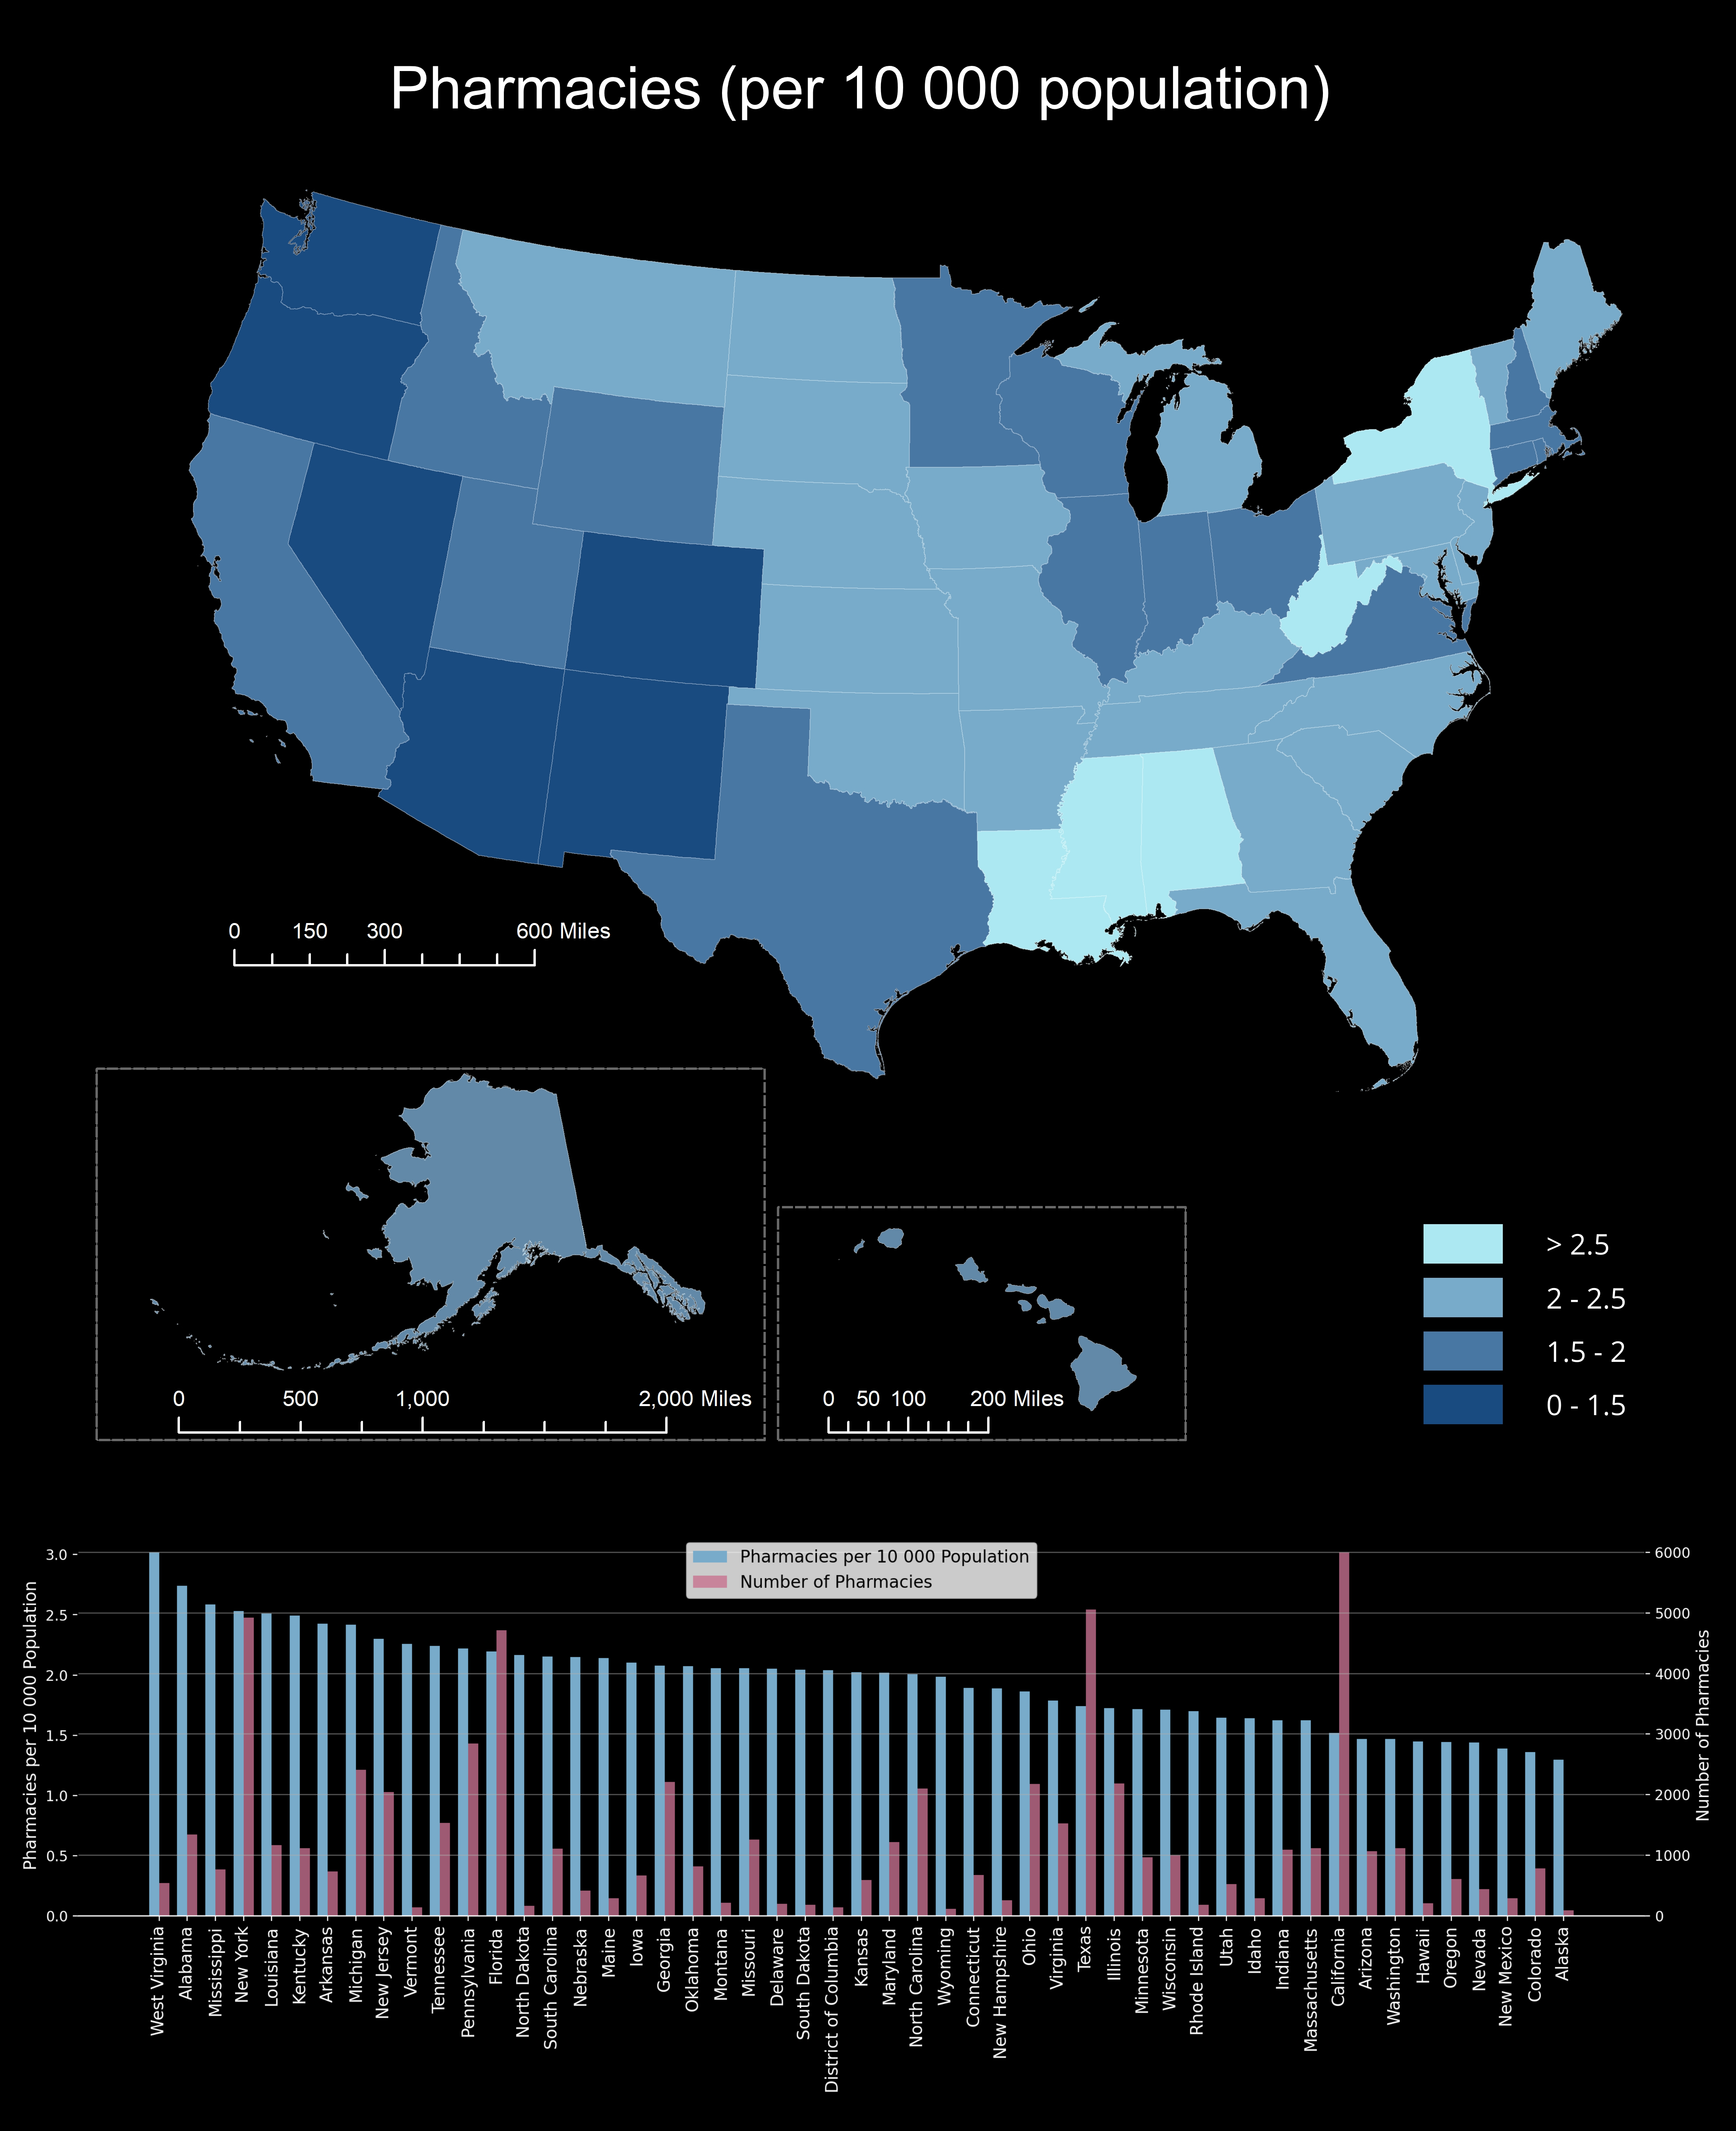 Pharmacies (per 10 000 population)
0 150 300 600 Miles
0 500 1,000 2,000 Miles
0 50 100 200 Miles
> 2.5
2 - 2.5
1.5 - 2
0 - 1.5
Pharmacies per 10 000 Population
Number of Pharmacies
Pharmacies per 10 000 Population
3.0
2.5
2.0
1.5
1.0
0.5
0.0
6000
5000
4000
3000
2000
1000
0
Number of Pharmacies
West Virginia
Alabama
Mississippi
New York
Louisiana
Kentucky
Arkansas
Michigan
New Jersey
Vermont
Tennessee
Pennsylvania
Florida
North Dakota
South Carolina
Nebraska
Maine
Iowa
Georgia
Oklahoma
Montana
Missouri
Delaware
South Dakota
District of Columbia
Kansas
Maryland
North Carolina
Wyoming
Connecticut
New Hampshire
Ohio
Virginia
Texas
Illinois
Minnesota
Wisconsin
Rhode Island
Utah
Idaho
Indiana
Massachusetts
California
Arizona
Washington
Hawaii
Oregon
Nevada
New Mexico
Colorado
Alaska